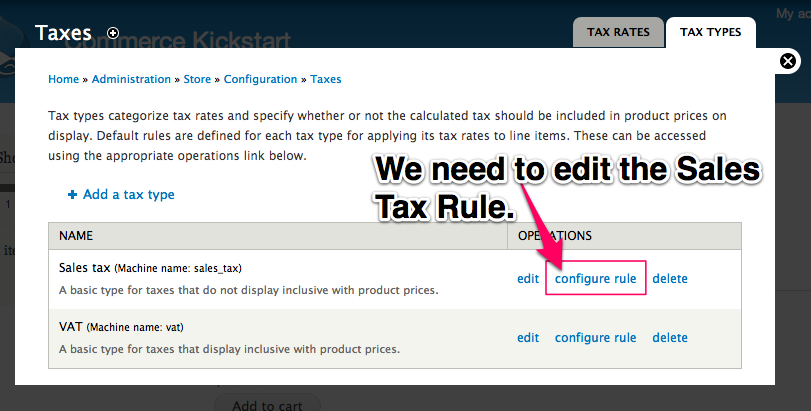 My ac
Taxes
Commerce Kickstart
TAX RATES
TAX TYPES
Home » Administration » Store » Configuration » Taxes
Tax types categorize tax rates and specify whether or not the calculated tax should be included in product prices on
display. Default rules are defined for each tax type for applying its tax rates to line items. These can be accessed
using the appropriate operations link below.
We need to edit the Sales
Tax Rule.
+ Add a tax type
NAME
OPERATIONS
Sales tax (Machine name: sales_tax)
A basic type for taxes that do not display inclusive with product prices.
edit configure rule delete
VAT (Machine name: vat)
A basic type for taxes that display inclusive with product prices.
edit configure rule delete
Sho
1
ite
Add to cart